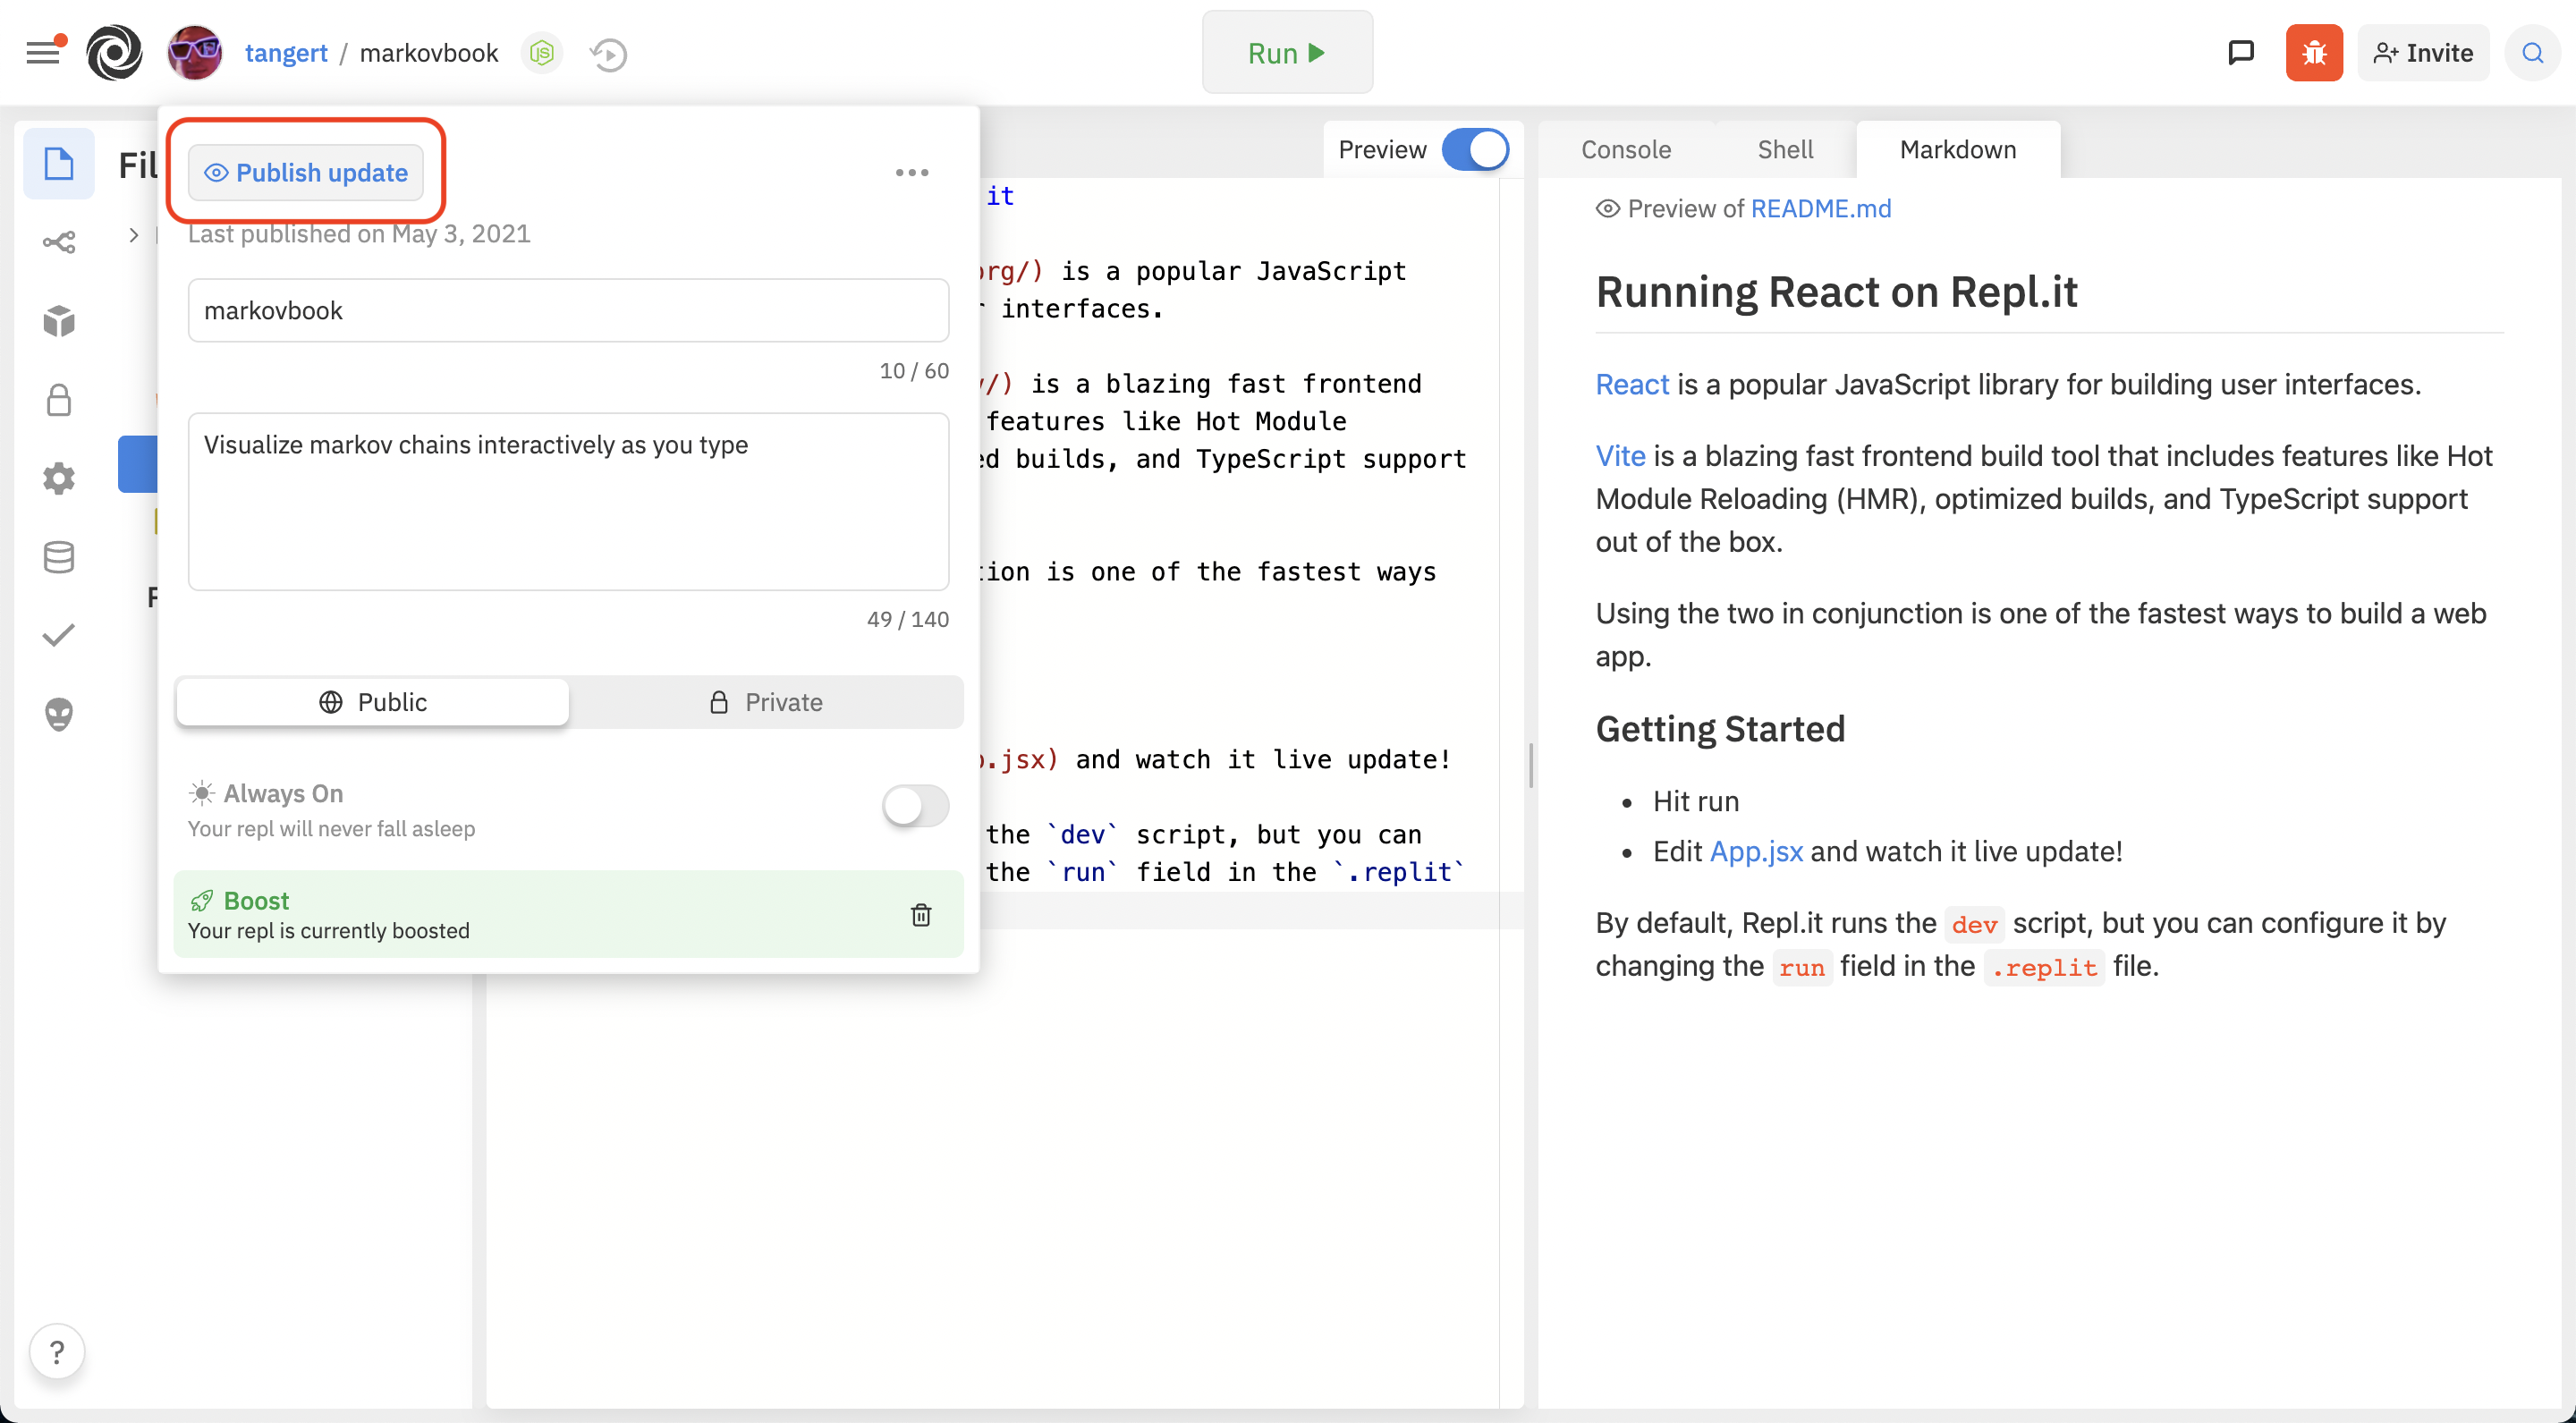 tangert / markovbook
Run
Invite
Fil
Publish update
Last published on May 3, 2021
markovbook
10 / 60
Visualize markov chains interactively as you type
49 / 140
Public
Private
Always On
Your repl will never fall asleep
Boost
Your repl is currently boosted
Preview
it
org/) is a popular JavaScript
interfaces.
/) is a blazing fast frontend
features like Hot Module
ed builds, and TypeScript support
tion is one of the fastest ways
.jsx) and watch it live update!
the `dev` script, but you can
the `run` field in the `.replit`
Console
Shell
Markdown
Preview of README.md
Running React on Repl.it
React is a popular JavaScript library for building user interfaces.
Vite is a blazing fast frontend build tool that includes features like Hot
Module Reloading (HMR), optimized builds, and TypeScript support
out of the box.
Using the two in conjunction is one of the fastest ways to build a web
app.
Getting Started
• Hit run
• Edit App.jsx and watch it live update!
By default, Repl.it runs the dev script, but you can configure it by
changing the run field in the .replit file.
?